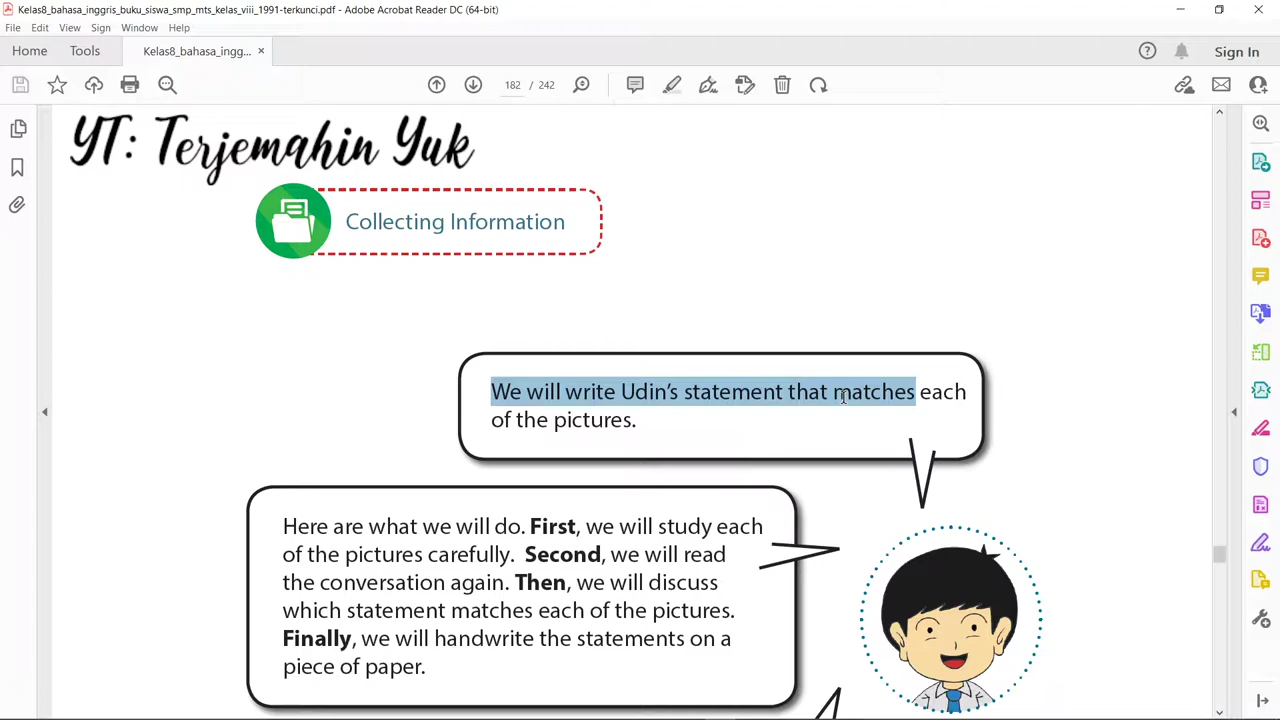 Kelas8_bahasa_inggris_buku_siswa_smp_mts_kelas_viii_1991-terkunci.pdf - Adobe Acrobat Reader DC (64-bit)
File Edit View Sign Window Help
Home Tools Kelas8_bahasa_ingg... ×
Sign In
182 / 242
YT: Terjemahin Yuk
Collecting Information
We will write Udin’s statement that matches each
of the pictures.
Here are what we will do. First, we will study each
of the pictures carefully. Second, we will read
the conversation again. Then, we will discuss
which statement matches each of the pictures.
Finally, we will handwrite the statements on a
piece of paper.